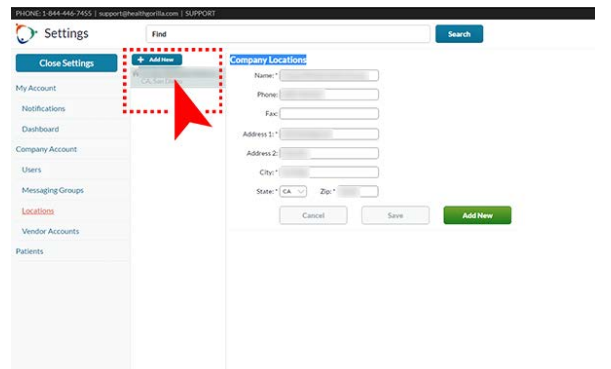 PHONE: 1-844-446-7455 | support@healthgorilla.com | SUPPORT
Settings
Find
Search
Close Settings
+ Add New
Company Locations
Name: *
My Account
Phone:
Notifications
Fax:
Dashboard
Address 1: *
Company Account
Address 2:
Users
City: *
Messaging Groups
State: * CA Zip: *
Locations
Cancel Save Add New
Vendor Accounts
Patients